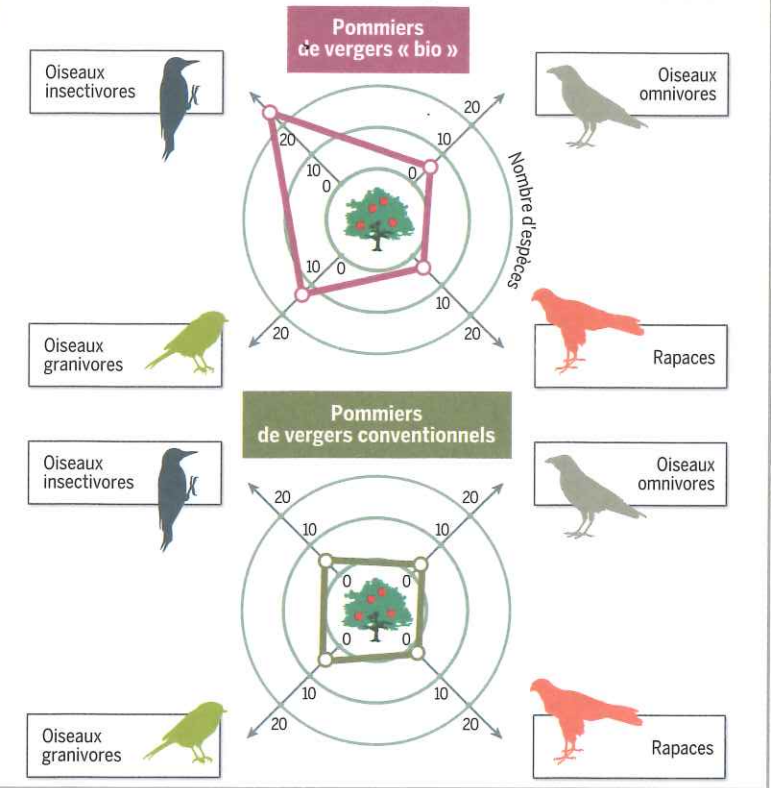 Pommiers
de vergers « bio »
Oiseaux
insectivores
Oiseaux
omnivores
20
10
0
20
10
0
Nombre d'espèces
10
0
20
10
20
Oiseaux
granivores
Rapaces
Pommiers
de vergers conventionnels
Oiseaux
insectivores
Oiseaux
omnivores
20
20
10
10
0
0
0
0
10
10
20
20
Oiseaux
granivores
Rapaces